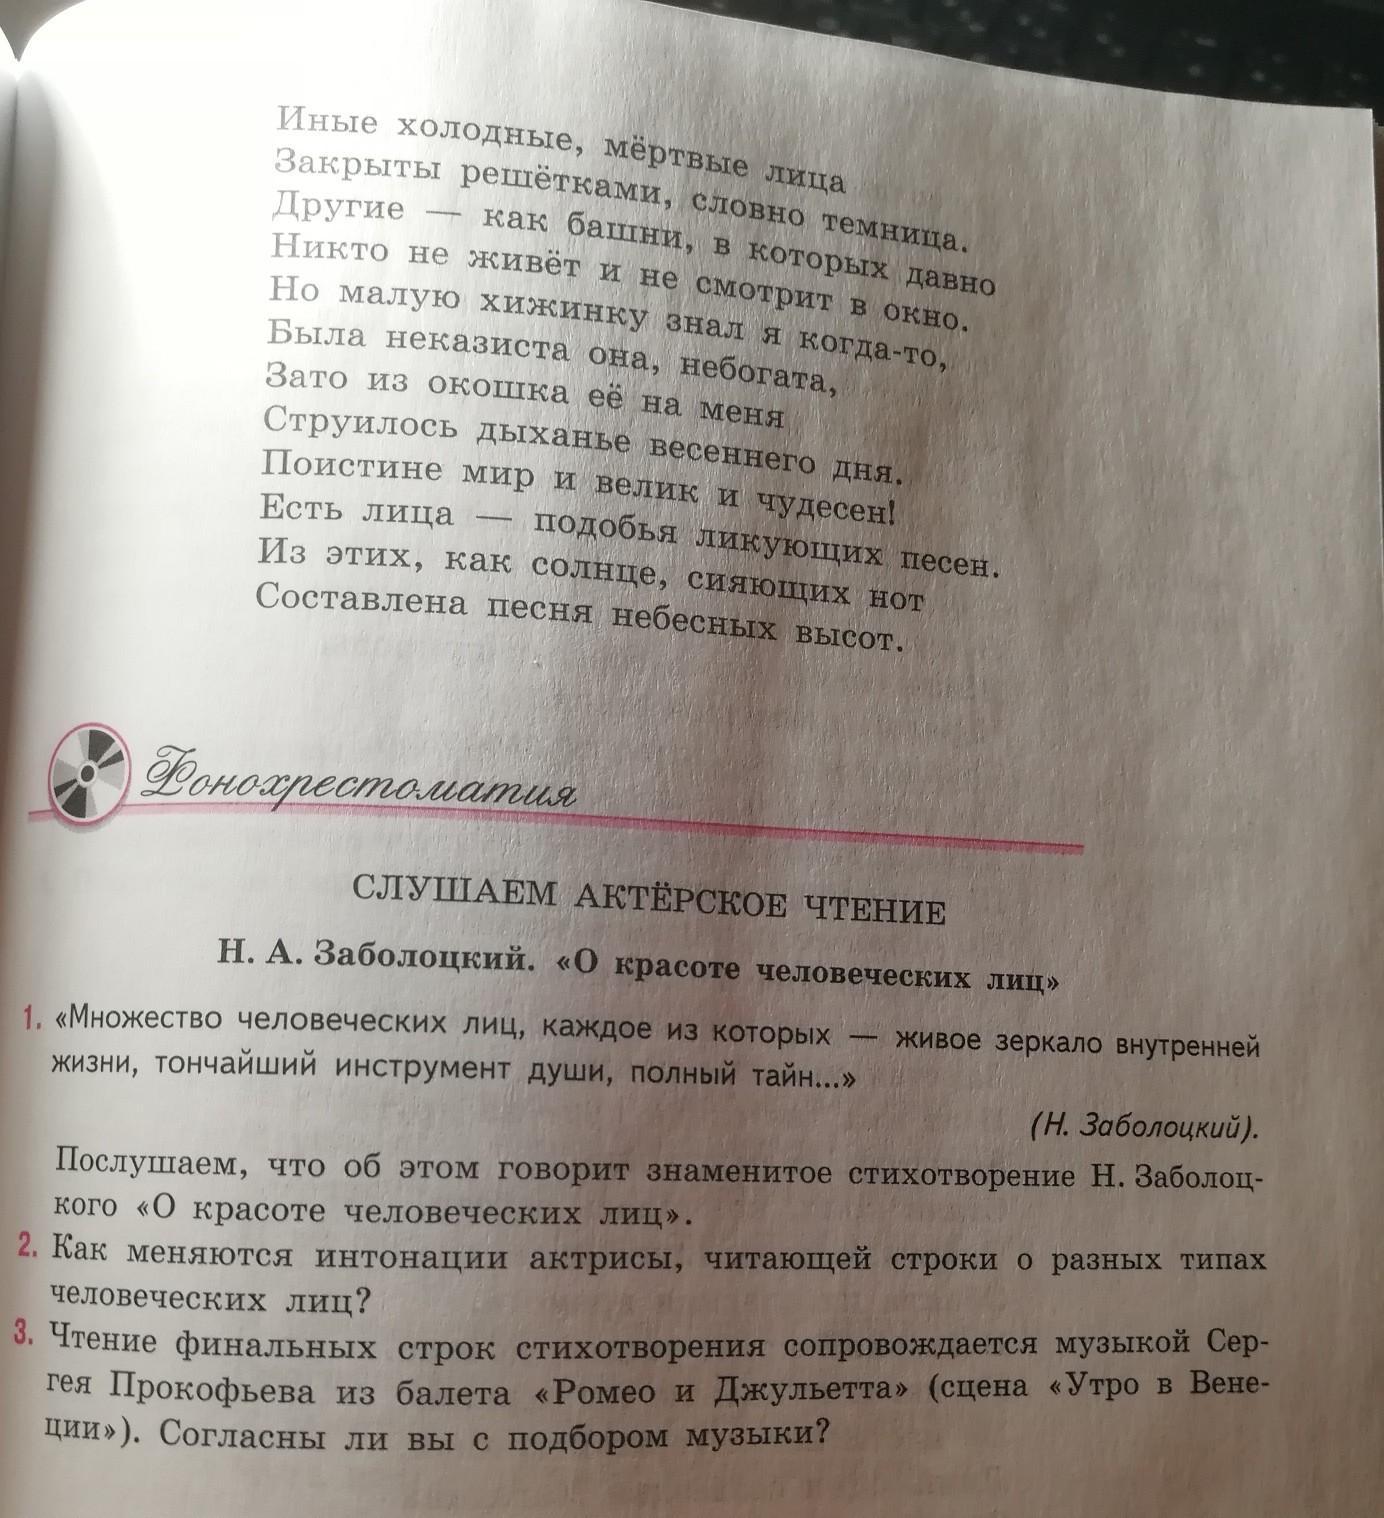 Иные холодные, мёртвые лица
Закрыты решётками, словно темница.
Другие — как башни, в которых давно
Никто не живёт и не смотрит в окно.
Но малую хижинку знал я когда-то,
Была неказиста она, небогата,
Зато из окошка её на меня
Струилось дыханье весеннего дня.
Поистине мир и велик и чудесен!
Есть лица — подобья ликующих песен.
Из этих, как солнце, сияющих нот
Составлена песня небесных высот.
Фонохрестоматия
СЛУШАЕМ АКТЁРСКОЕ ЧТЕНИЕ
Н. А. Заболоцкий. «О красоте человеческих лиц»
1. «Множество человеческих лиц, каждое из которых — живое зеркало внутренней
жизни, тончайший инструмент души, полный тайн...»
(Н. Заболоцкий).
Послушаем, что об этом говорит знаменитое стихотворение Н. Заболоц-
кого «О красоте человеческих лиц».
2. Как меняются интонации актрисы, читающей строки о разных типах
человеческих лиц?
3. Чтение финальных строк стихотворения сопровождается музыкой Сер-
гея Прокофьева из балета «Ромео и Джульетта» (сцена «Утро в Вене-
ции»). Согласны ли вы с подбором музыки?